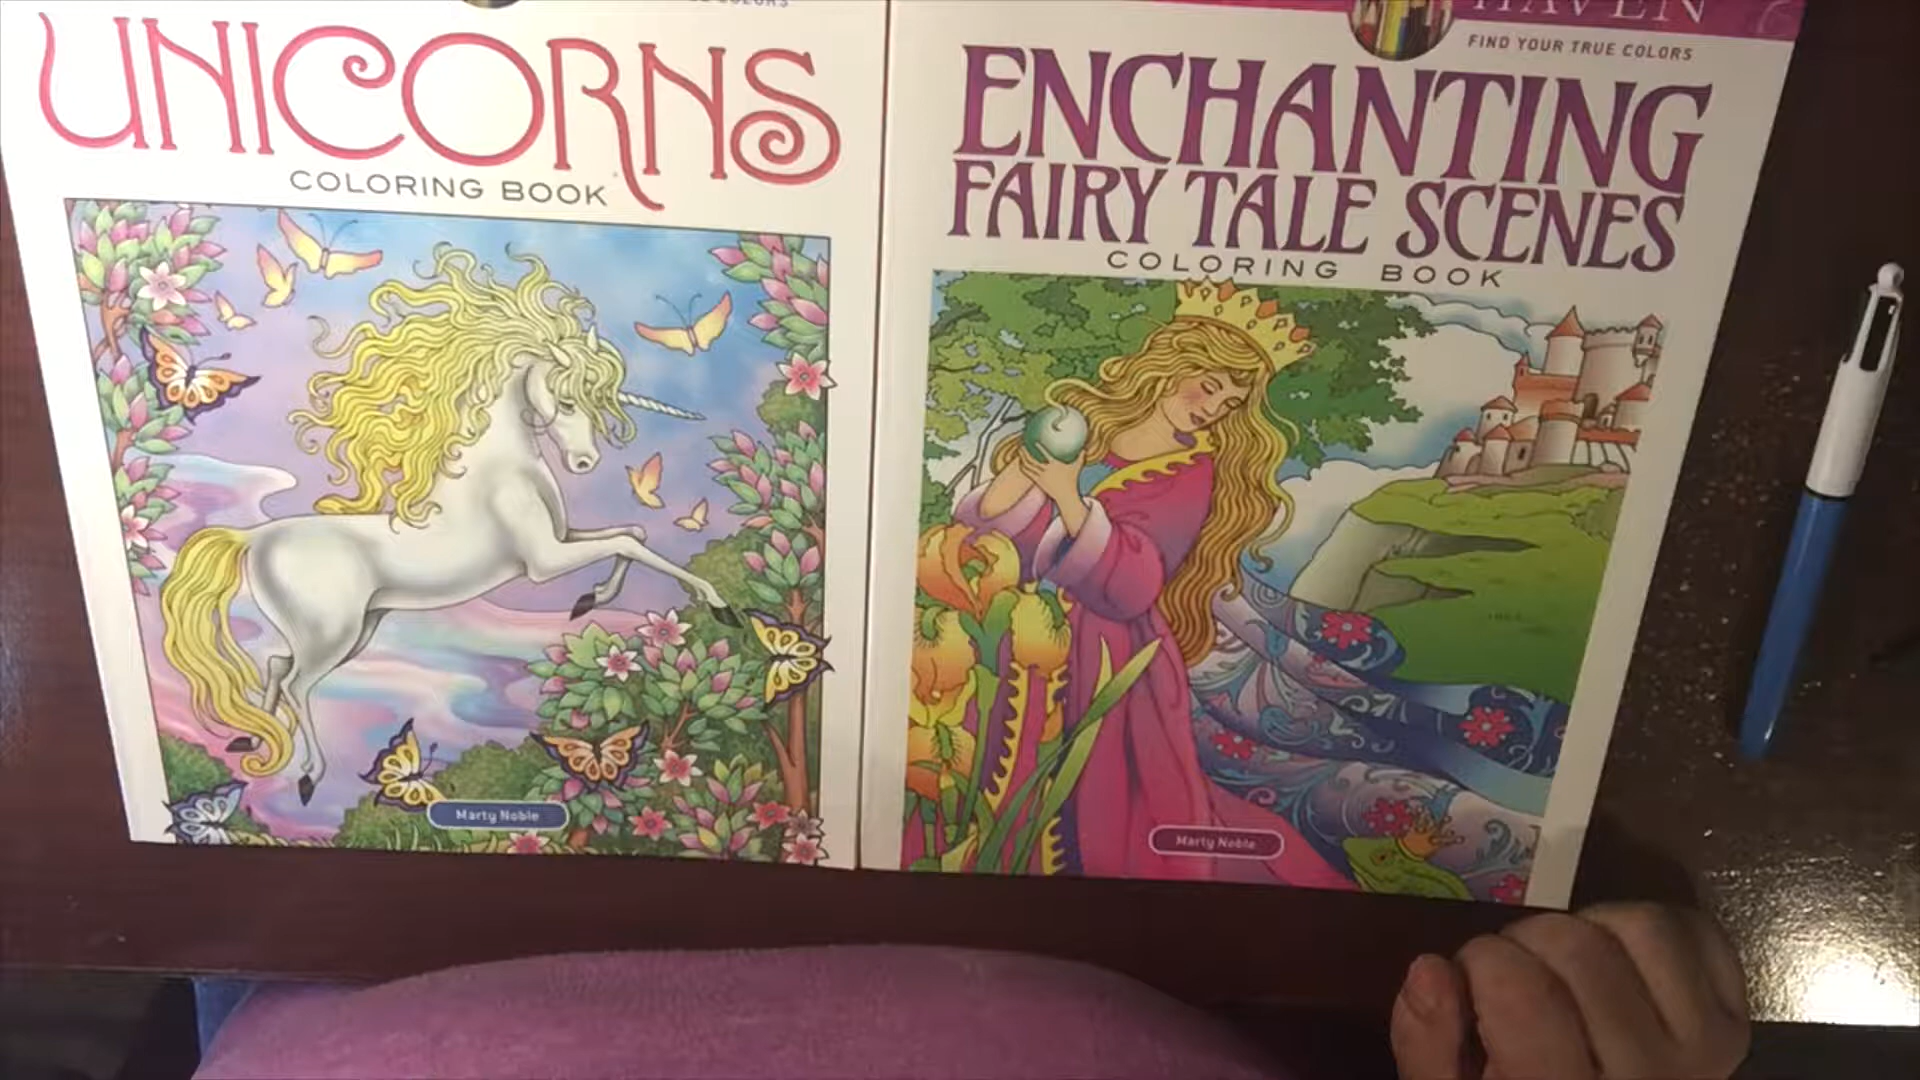 UNICORNS
COLORING BOOK
Marty Noble
HAVEN
FIND YOUR TRUE COLORS
ENCHANTING
FAIRY TALE SCENES
COLORING BOOK
Marty Noble